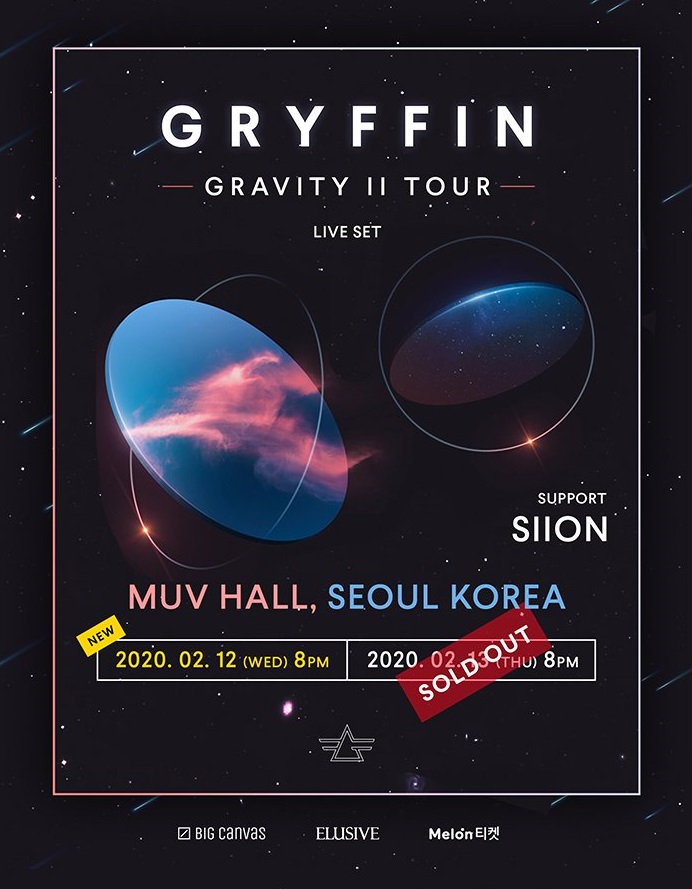 GRYFFIN
GRAVITY II TOUR
LIVE SET
SUPPORT
SIION
MUV HALL, SEOUL KOREA
NEW
2020. 02. 12 (WED) 8PM
2020. 02. 13 (THU) 8PM
SOLD OUT
BIG CANVAS
ELUSIVE
Melon티켓